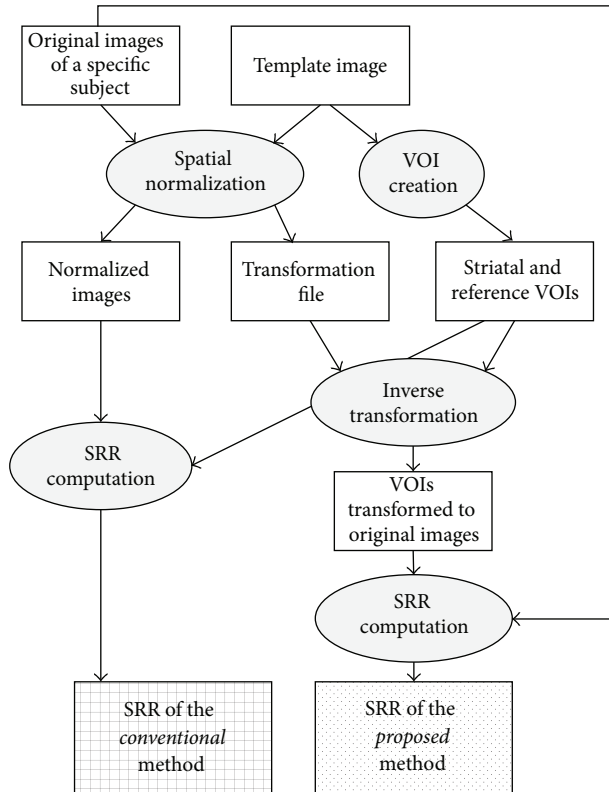 Original images
of a specific
subject
Template image
Spatial
normalization
VOI
creation
Normalized
images
Transformation
file
Striatal and
reference VOIs
Inverse
transformation
SRR
computation
VOIs
transformed to
original images
SRR
computation
SRR of the
conventional
method
SRR of the
proposed
method